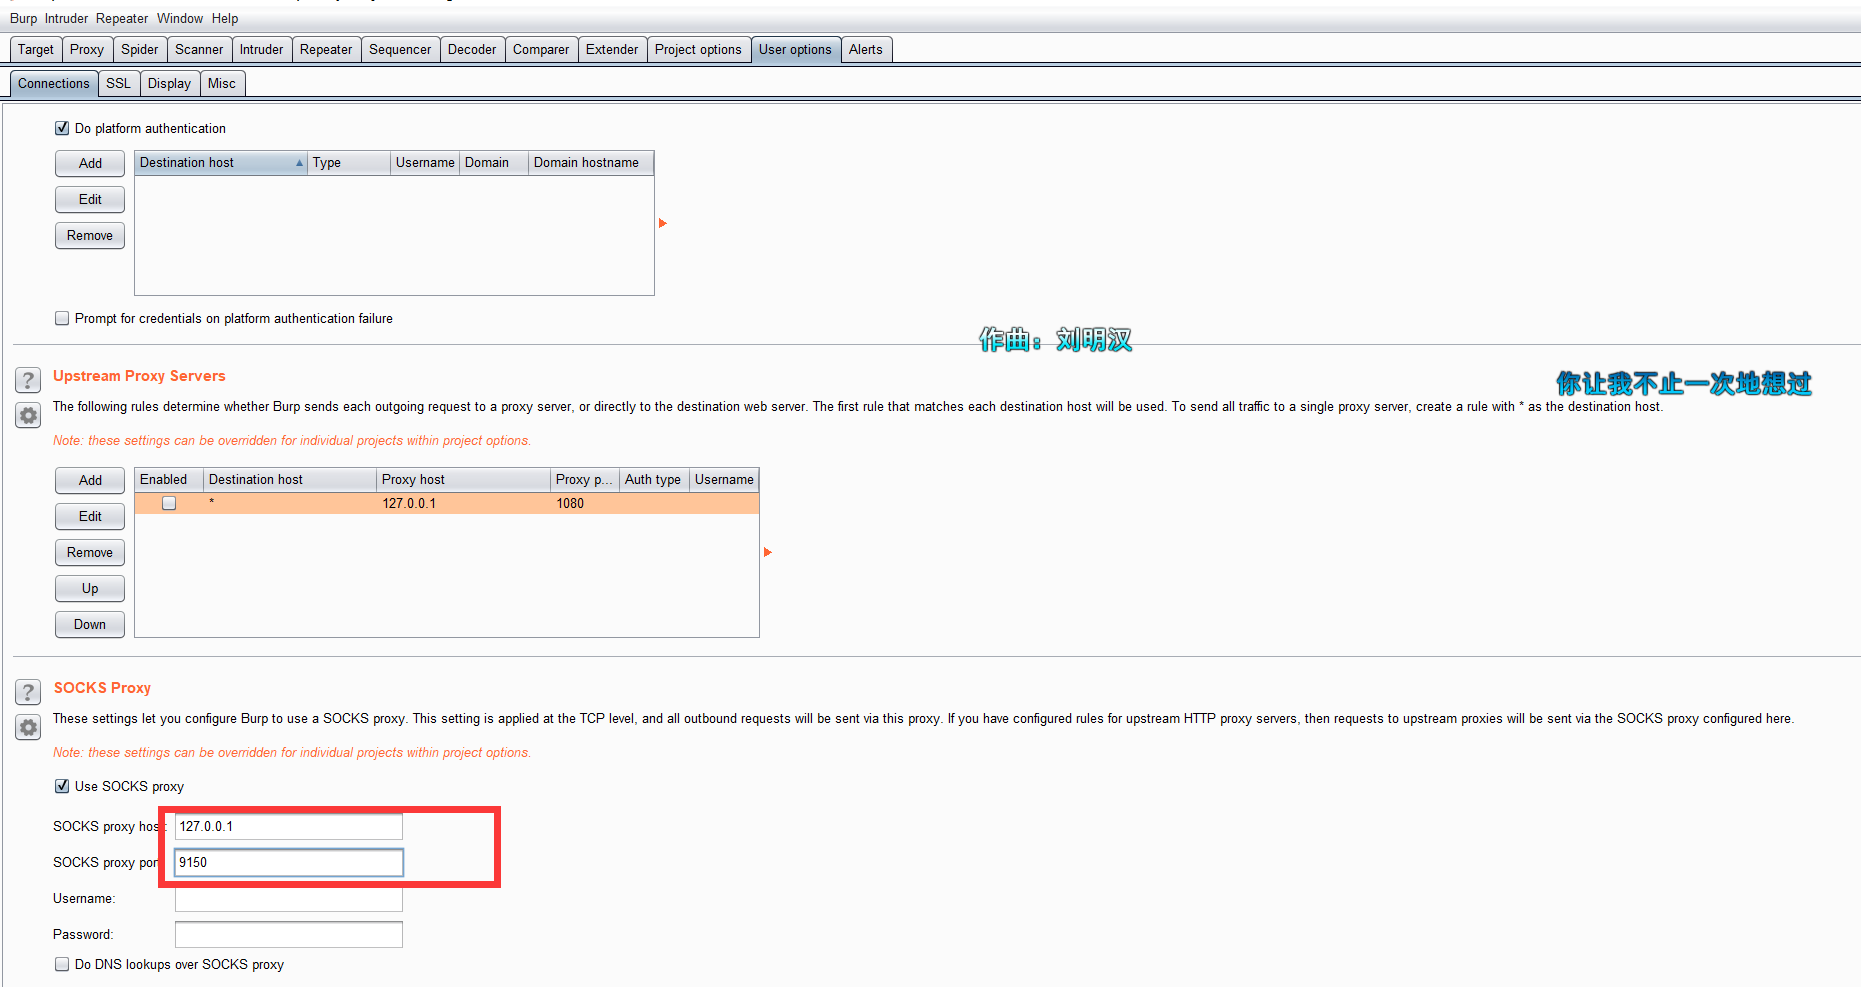 Burp Intruder Repeater Window Help
Target Proxy Spider Scanner Intruder Repeater Sequencer Decoder Comparer Extender Project options User options Alerts
Connections SSL Display Misc
Do platform authentication
Add
Edit
Remove
Destination host Type Username Domain Domain hostname
Prompt for credentials on platform authentication failure
作曲：刘明汉
你让我不止一次地想过
Upstream Proxy Servers
The following rules determine whether Burp sends each outgoing request to a proxy server, or directly to the destination web server. The first rule that matches each destination host will be used. To send all traffic to a single proxy server, create a rule with * as the destination host.
Note: these settings can be overridden for individual projects within project options.
Add
Edit
Remove
Up
Down
Enabled Destination host Proxy host Proxy p... Auth type Username
* 127.0.0.1 1080
SOCKS Proxy
These settings let you configure Burp to use a SOCKS proxy. This setting is applied at the TCP level, and all outbound requests will be sent via this proxy. If you have configured rules for upstream HTTP proxy servers, then requests to upstream proxies will be sent via the SOCKS proxy configured here.
Note: these settings can be overridden for individual projects within project options.
Use SOCKS proxy
SOCKS proxy host: 127.0.0.1
SOCKS proxy por 9150
Username:
Password:
Do DNS lookups over SOCKS proxy